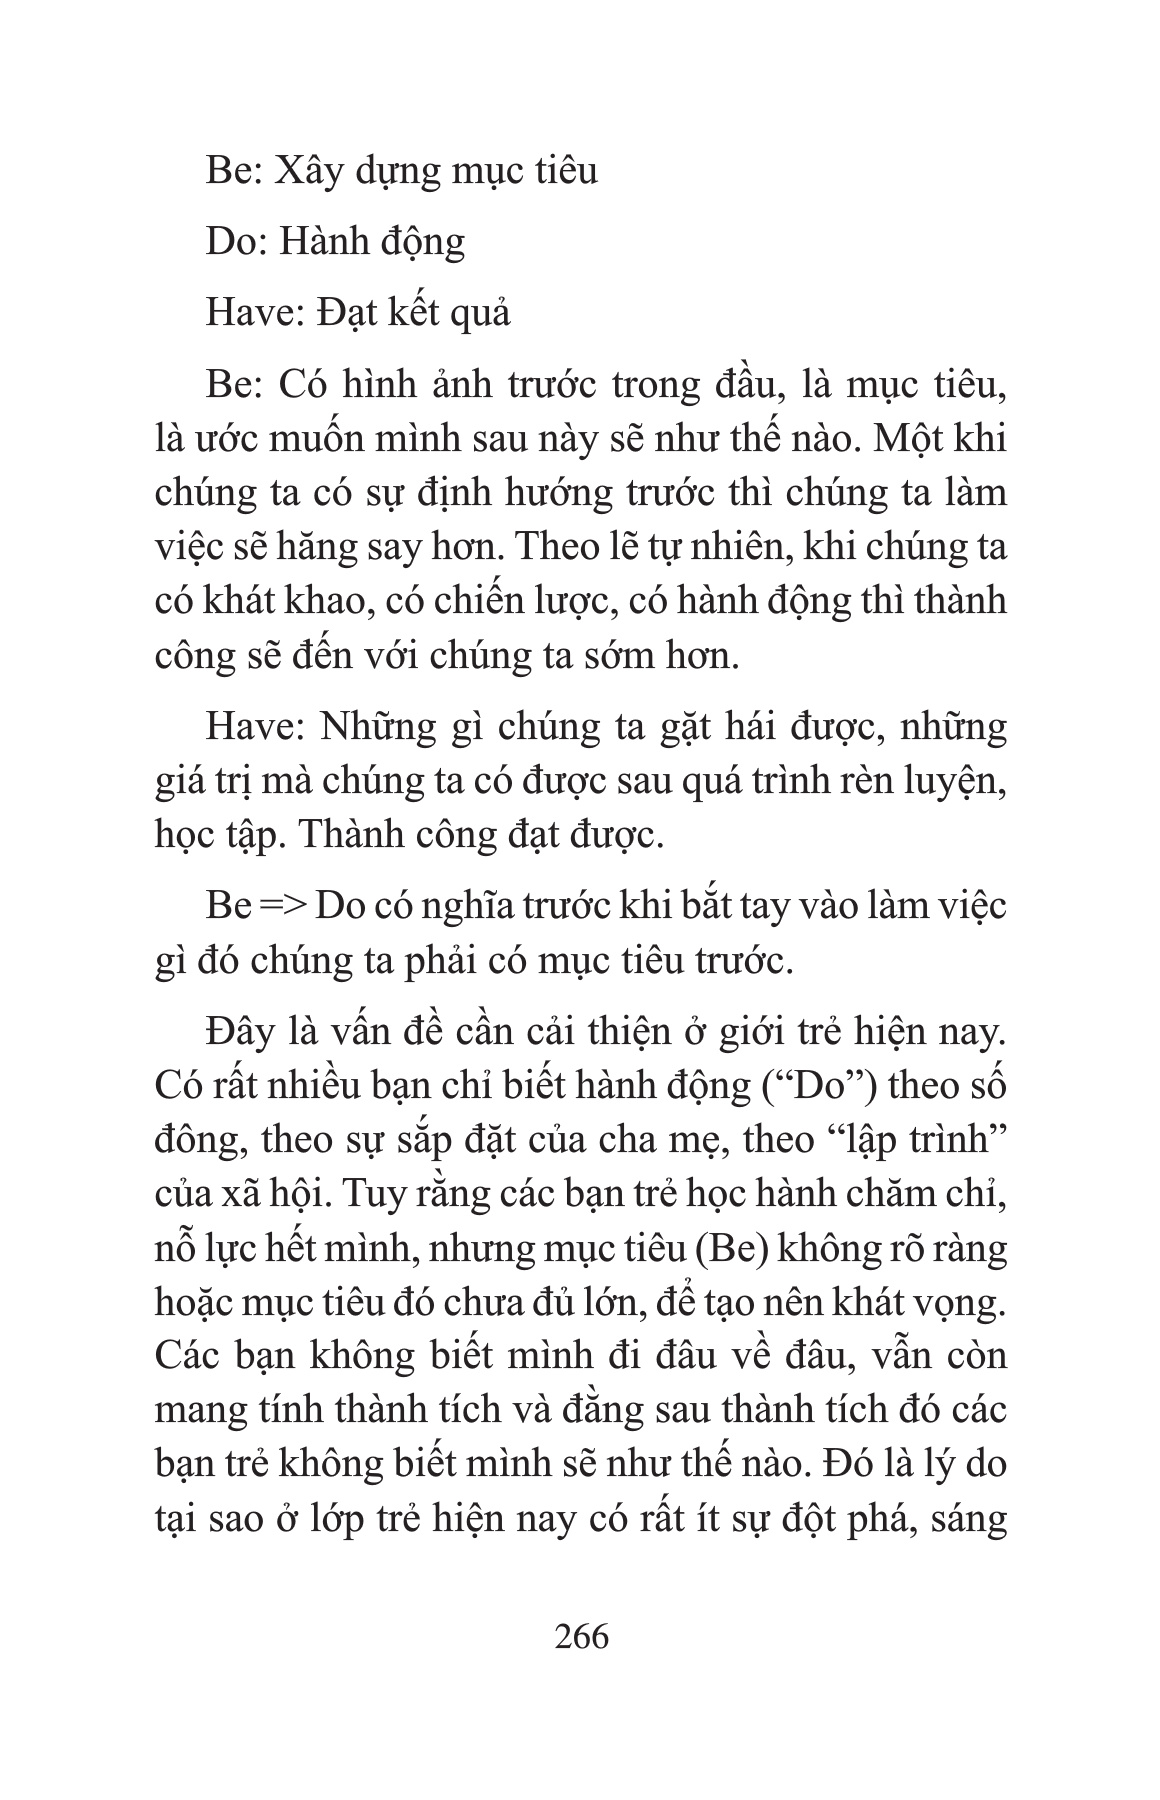 Be: Xây dựng mục tiêu
Do: Hành động
Have: Đạt kết quả
Be: Có hình ảnh trước trong đầu, là mục tiêu,
là ước muốn mình sau này sẽ như thế nào. Một khi
chúng ta có sự định hướng trước thì chúng ta làm
việc sẽ hăng say hơn. Theo lẽ tự nhiên, khi chúng ta
có khát khao, có chiến lược, có hành động thì thành
công sẽ đến với chúng ta sớm hơn.
Have: Những gì chúng ta gặt hái được, những
giá trị mà chúng ta có được sau quá trình rèn luyện,
học tập. Thành công đạt được.
Be => Do có nghĩa trước khi bắt tay vào làm việc
gì đó chúng ta phải có mục tiêu trước.
Đây là vấn đề cần cải thiện ở giới trẻ hiện nay.
Có rất nhiều bạn chỉ biết hành động (“Do”) theo số
đông, theo sự sắp đặt của cha mẹ, theo “lập trình”
của xã hội. Tuy rằng các bạn trẻ học hành chăm chỉ,
nỗ lực hết mình, nhưng mục tiêu (Be) không rõ ràng
hoặc mục tiêu đó chưa đủ lớn, để tạo nên khát vọng.
Các bạn không biết mình đi đâu về đâu, vẫn còn
mang tính thành tích và đằng sau thành tích đó các
bạn trẻ không biết mình sẽ như thế nào. Đó là lý do
tại sao ở lớp trẻ hiện nay có rất ít sự đột phá, sáng
266